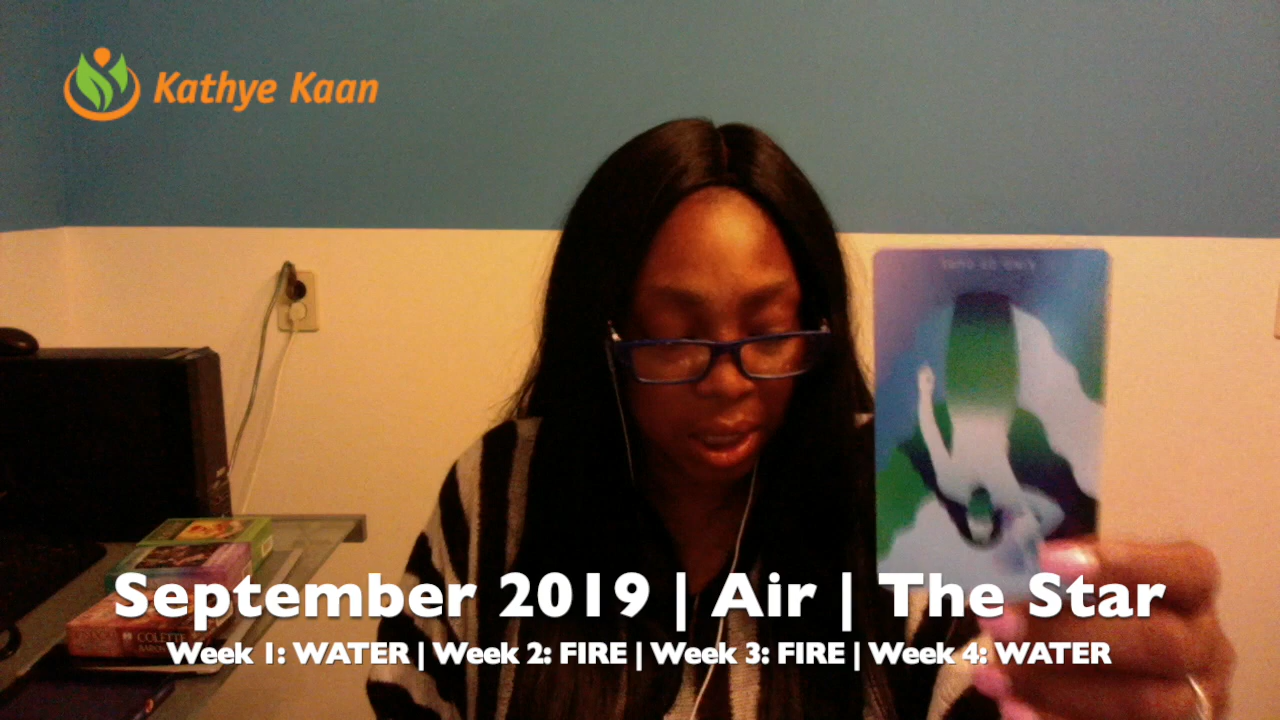 Kathye Kaan
COLETTE
September 2019 | Air | The Star
Week 1: WATER | Week 2: FIRE | Week 3: FIRE | Week 4: WATER